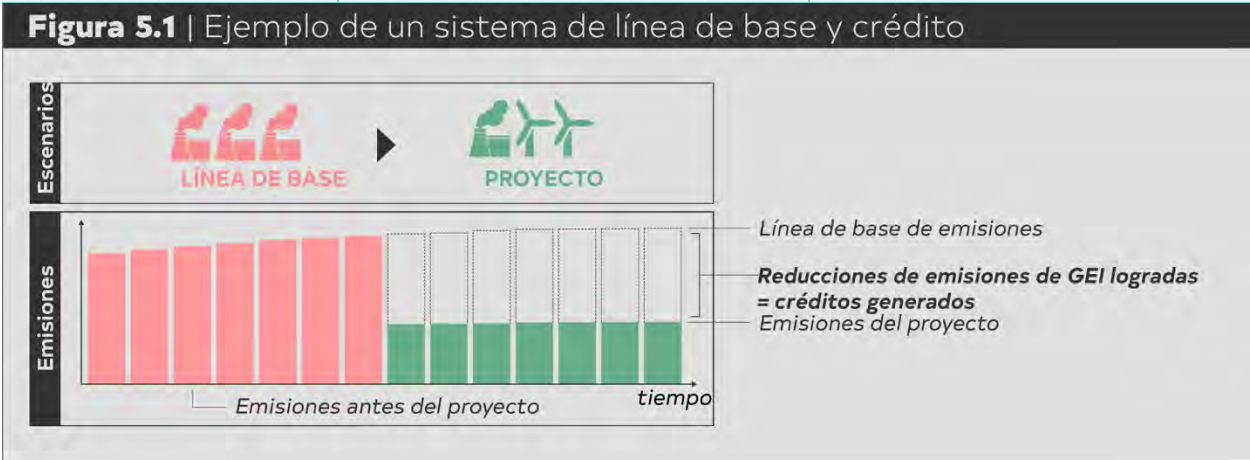 Figura 5.1 | Ejemplo de un sistema de línea de base y crédito
Escenarios
LÍNEA DE BASE
PROYECTO
Emisiones
Línea de base de emisiones
Reducciones de emisiones de GEI logradas
= créditos generados
Emisiones del proyecto
tiempo
Emisiones antes del proyecto